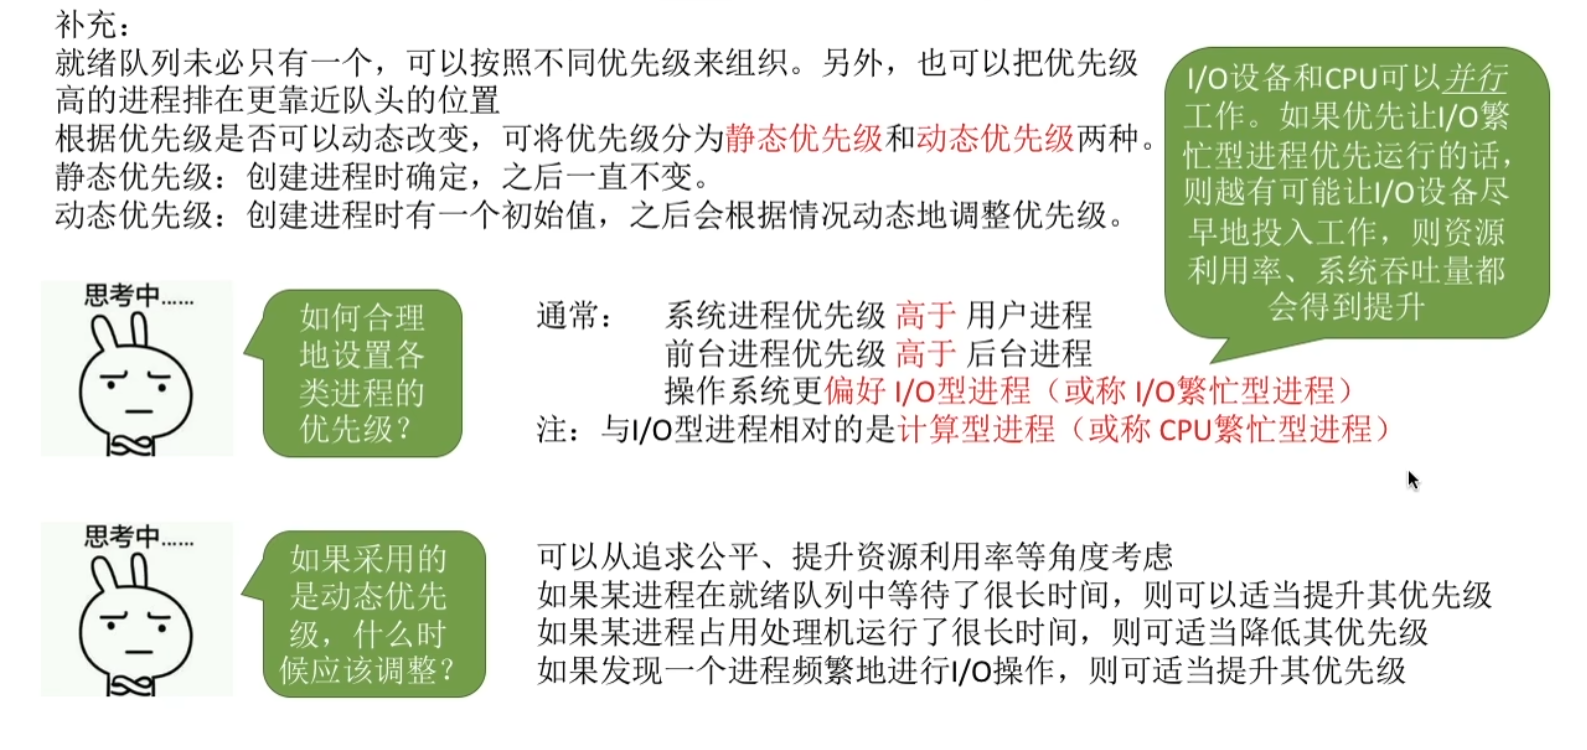 补充：
就绪队列未必只有一个，可以按照不同优先级来组织。另外，也可以把优先级
高的进程排在更靠近队头的位置
根据优先级是否可以动态改变，可将优先级分为静态优先级和动态优先级两种。
静态优先级：创建进程时确定，之后一直不变。
动态优先级：创建进程时有一个初始值，之后会根据情况动态地调整优先级。
I/O设备和CPU可以并行
工作。如果优先让I/O繁
忙型进程优先运行的话，
则越有可能让I/O设备尽
早地投入工作，则资源
利用率、系统吞吐量都
会得到提升
思考中……
如何合理
地设置各
类进程的
优先级？
通常： 系统进程优先级 高于 用户进程
前台进程优先级 高于 后台进程
操作系统更偏好 I/O型进程（或称 I/O繁忙型进程）
注：与I/O型进程相对的是计算型进程（或称 CPU繁忙型进程）
思考中……
如果采用的
是动态优先
级，什么时
候应该调整？
可以从追求公平、提升资源利用率等角度考虑
如果某进程在就绪队列中等待了很长时间，则可以适当提升其优先级
如果某进程占用处理机运行了很长时间，则可适当降低其优先级
如果发现一个进程频繁地进行I/O操作，则可适当提升其优先级